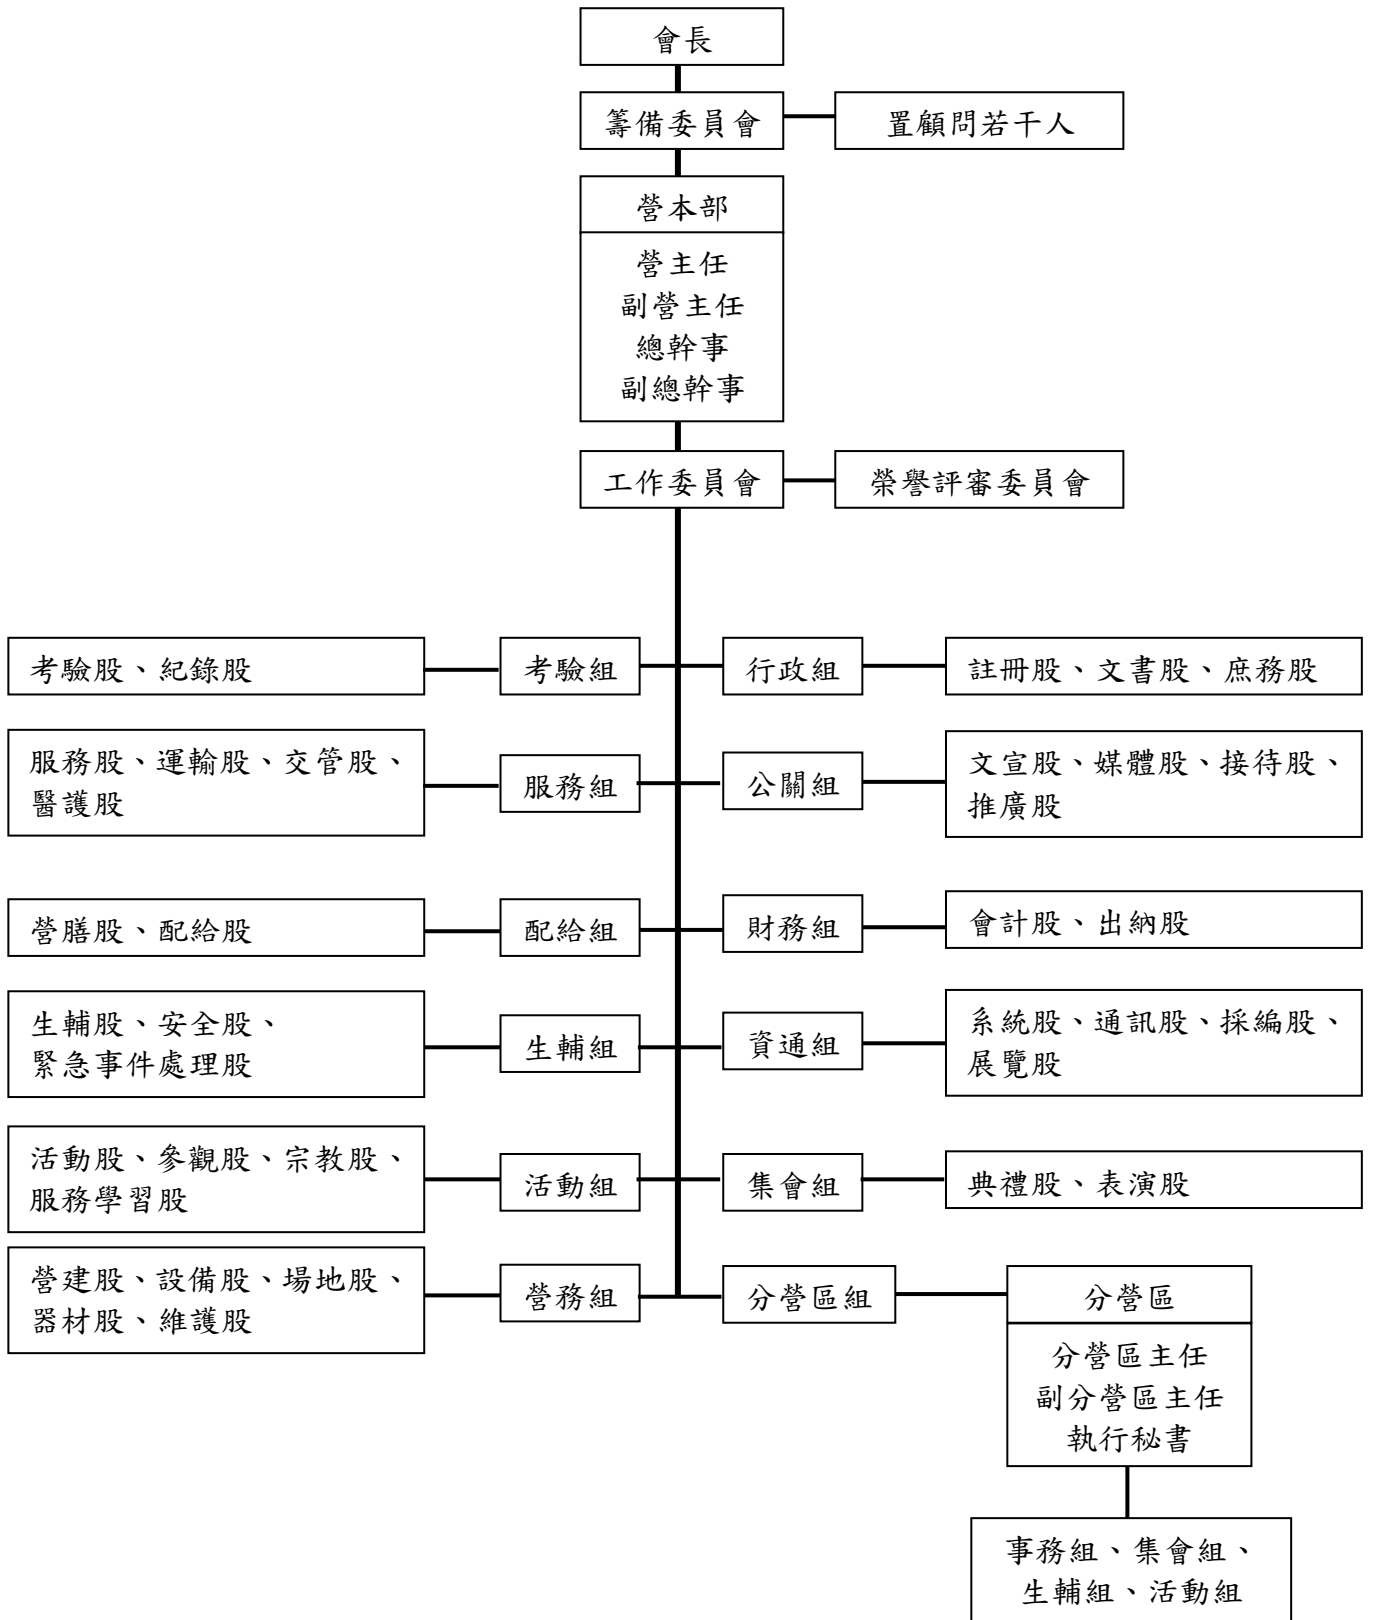 會長
籌備委員會
置顧問若干人
營本部
營主任
副營主任
總幹事
副總幹事
工作委員會
榮譽評審委員會
考驗股、紀錄股
考驗組
行政組
註冊股、文書股、庶務股
服務股、運輸股、交管股、
醫護股
服務組
公關組
文宣股、媒體股、接待股、
推廣股
營膳股、配給股
配給組
財務組
會計股、出納股
生輔股、安全股、
緊急事件處理股
生輔組
資通組
系統股、通訊股、採編股、
展覽股
活動股、參觀股、宗教股、
服務學習股
活動組
集會組
典禮股、表演股
營建股、設備股、場地股、
器材股、維護股
營務組
分營區組
分營區
分營區主任
副分營區主任
執行秘書
事務組、集會組、
生輔組、活動組